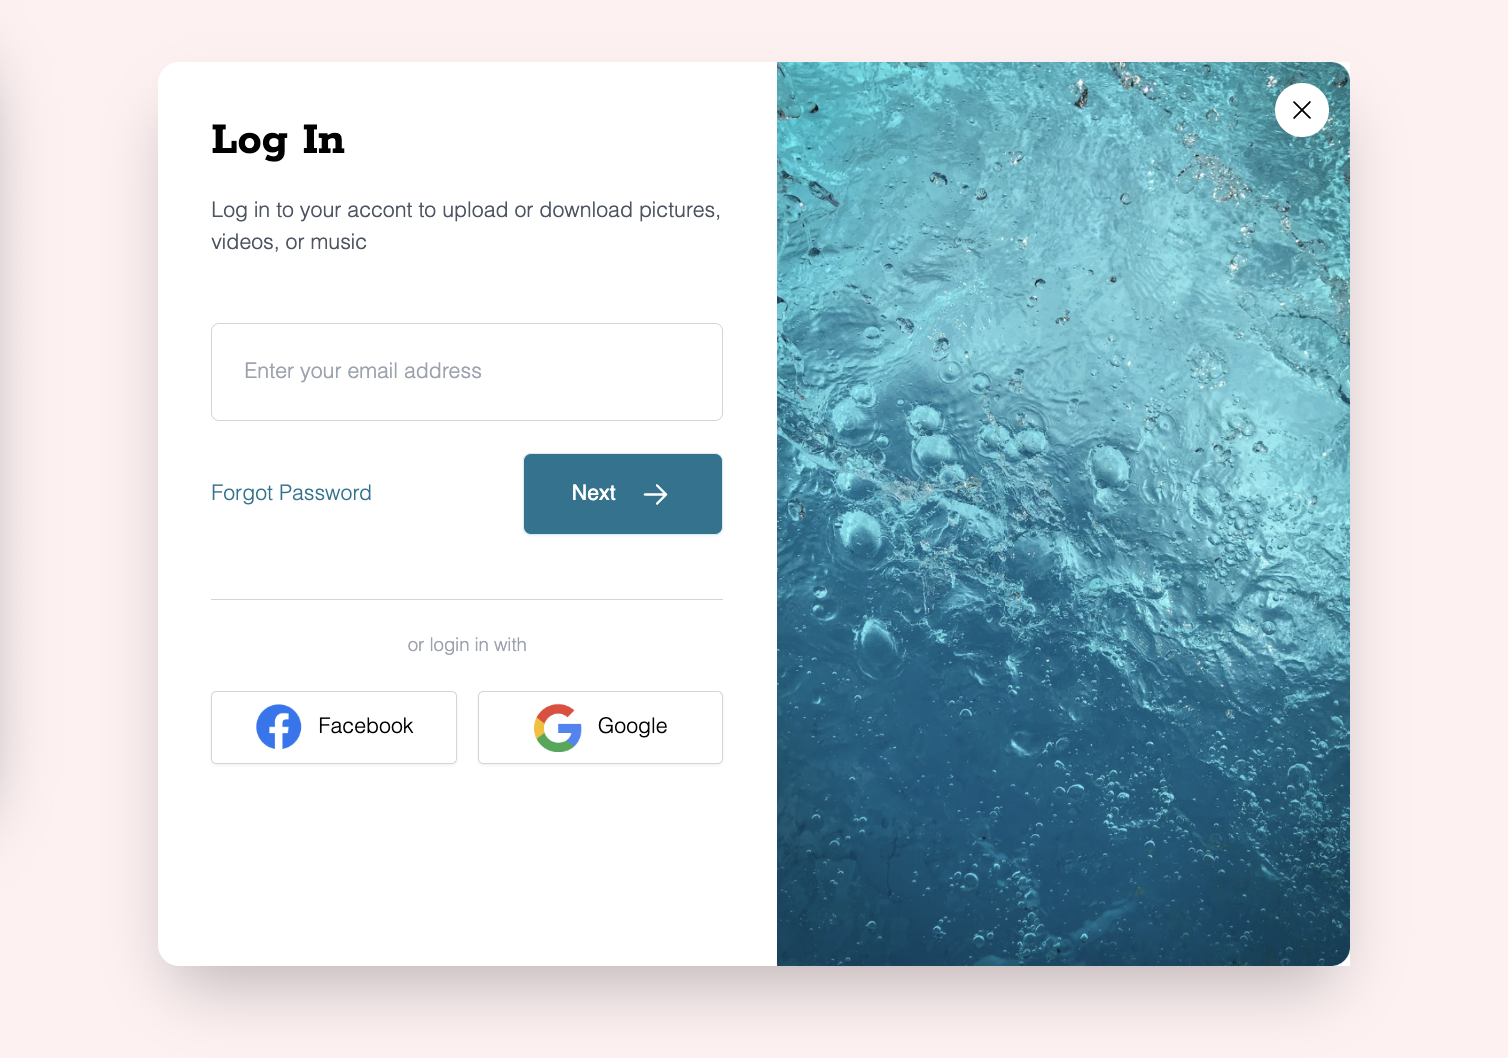 Log In
Log in to your accont to upload or download pictures,
videos, or music
Enter your email address
Forgot Password
Next
or login in with
Facebook
Google